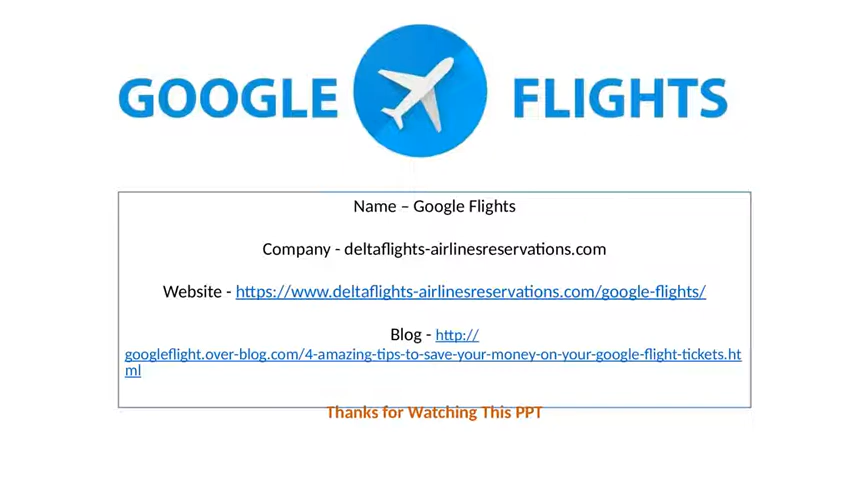 GOOGLE FLIGHTS
Name – Google Flights
Company - deltaflights-airlinesreservations.com
Website - https://www.deltaflights-airlinesreservations.com/google-flights/
Blog - http://
googleflight.over-blog.com/4-amazing-tips-to-save-your-money-on-your-google-flight-tickets.ht
ml
Thanks for Watching This PPT